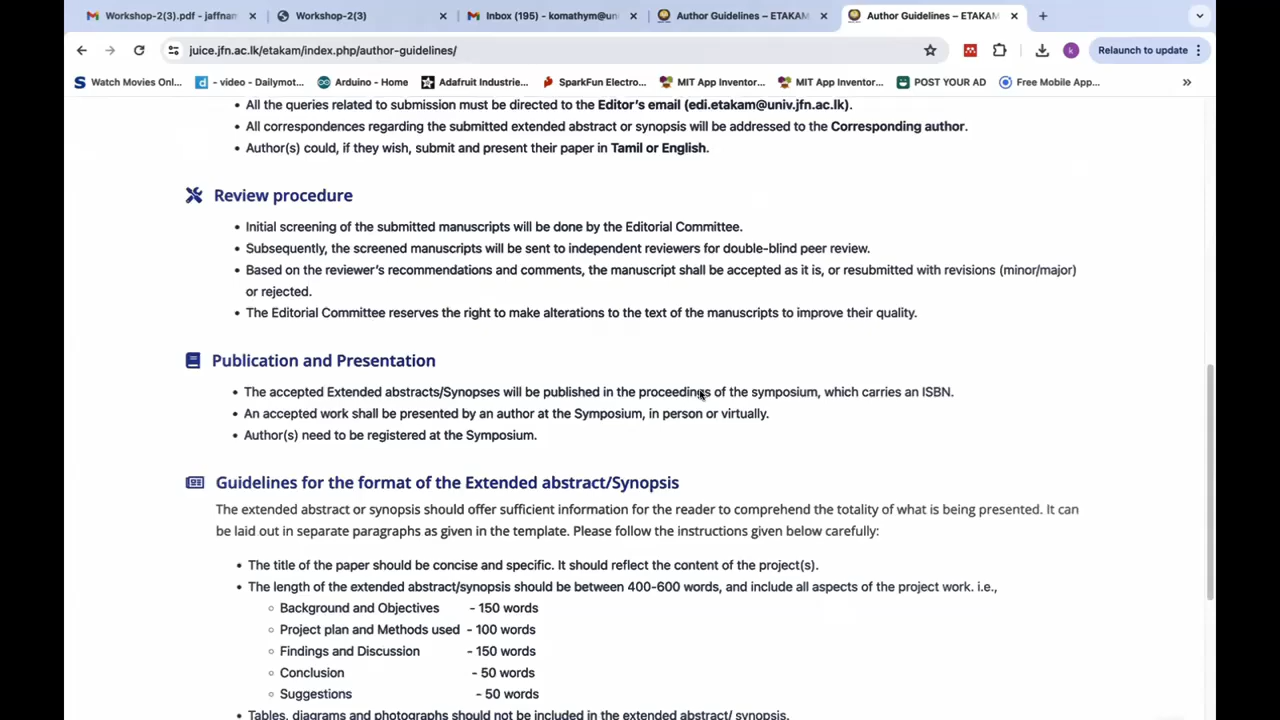 Workshop-2(3).pdf - jaffnam
Workshop-2(3)
Inbox (195) - komathym@uni
Author Guidelines – ETAKAM
Author Guidelines – ETAKAM
juice.jfn.ac.lk/etakam/index.php/author-guidelines/
k
Relaunch to update
Watch Movies Onl...
- video - Dailymot...
Arduino - Home
Adafruit Industrie...
SparkFun Electro...
MIT App Inventor...
MIT App Inventor...
POST YOUR AD
Free Mobile App...
• All the queries related to submission must be directed to the Editor's email (edi.etakam@univ.jfn.ac.lk).
• All correspondences regarding the submitted extended abstract or synopsis will be addressed to the Corresponding author.
• Author(s) could, if they wish, submit and present their paper in Tamil or English.
Review procedure
• Initial screening of the submitted manuscripts will be done by the Editorial Committee.
• Subsequently, the screened manuscripts will be sent to independent reviewers for double-blind peer review.
• Based on the reviewer's recommendations and comments, the manuscript shall be accepted as it is, or resubmitted with revisions (minor/major)
or rejected.
• The Editorial Committee reserves the right to make alterations to the text of the manuscripts to improve their quality.
Publication and Presentation
• The accepted Extended abstracts/Synopses will be published in the proceedings of the symposium, which carries an ISBN.
• An accepted work shall be presented by an author at the Symposium, in person or virtually.
• Author(s) need to be registered at the Symposium.
Guidelines for the format of the Extended abstract/Synopsis
The extended abstract or synopsis should offer sufficient information for the reader to comprehend the totality of what is being presented. It can
be laid out in separate paragraphs as given in the template. Please follow the instructions given below carefully:
• The title of the paper should be concise and specific. It should reflect the content of the project(s).
• The length of the extended abstract/synopsis should be between 400-600 words, and include all aspects of the project work. i.e.,
◦ Background and Objectives - 150 words
◦ Project plan and Methods used - 100 words
◦ Findings and Discussion - 150 words
◦ Conclusion - 50 words
◦ Suggestions - 50 words
• Tables, diagrams and photographs should not be included in the extended abstract/ synopsis.